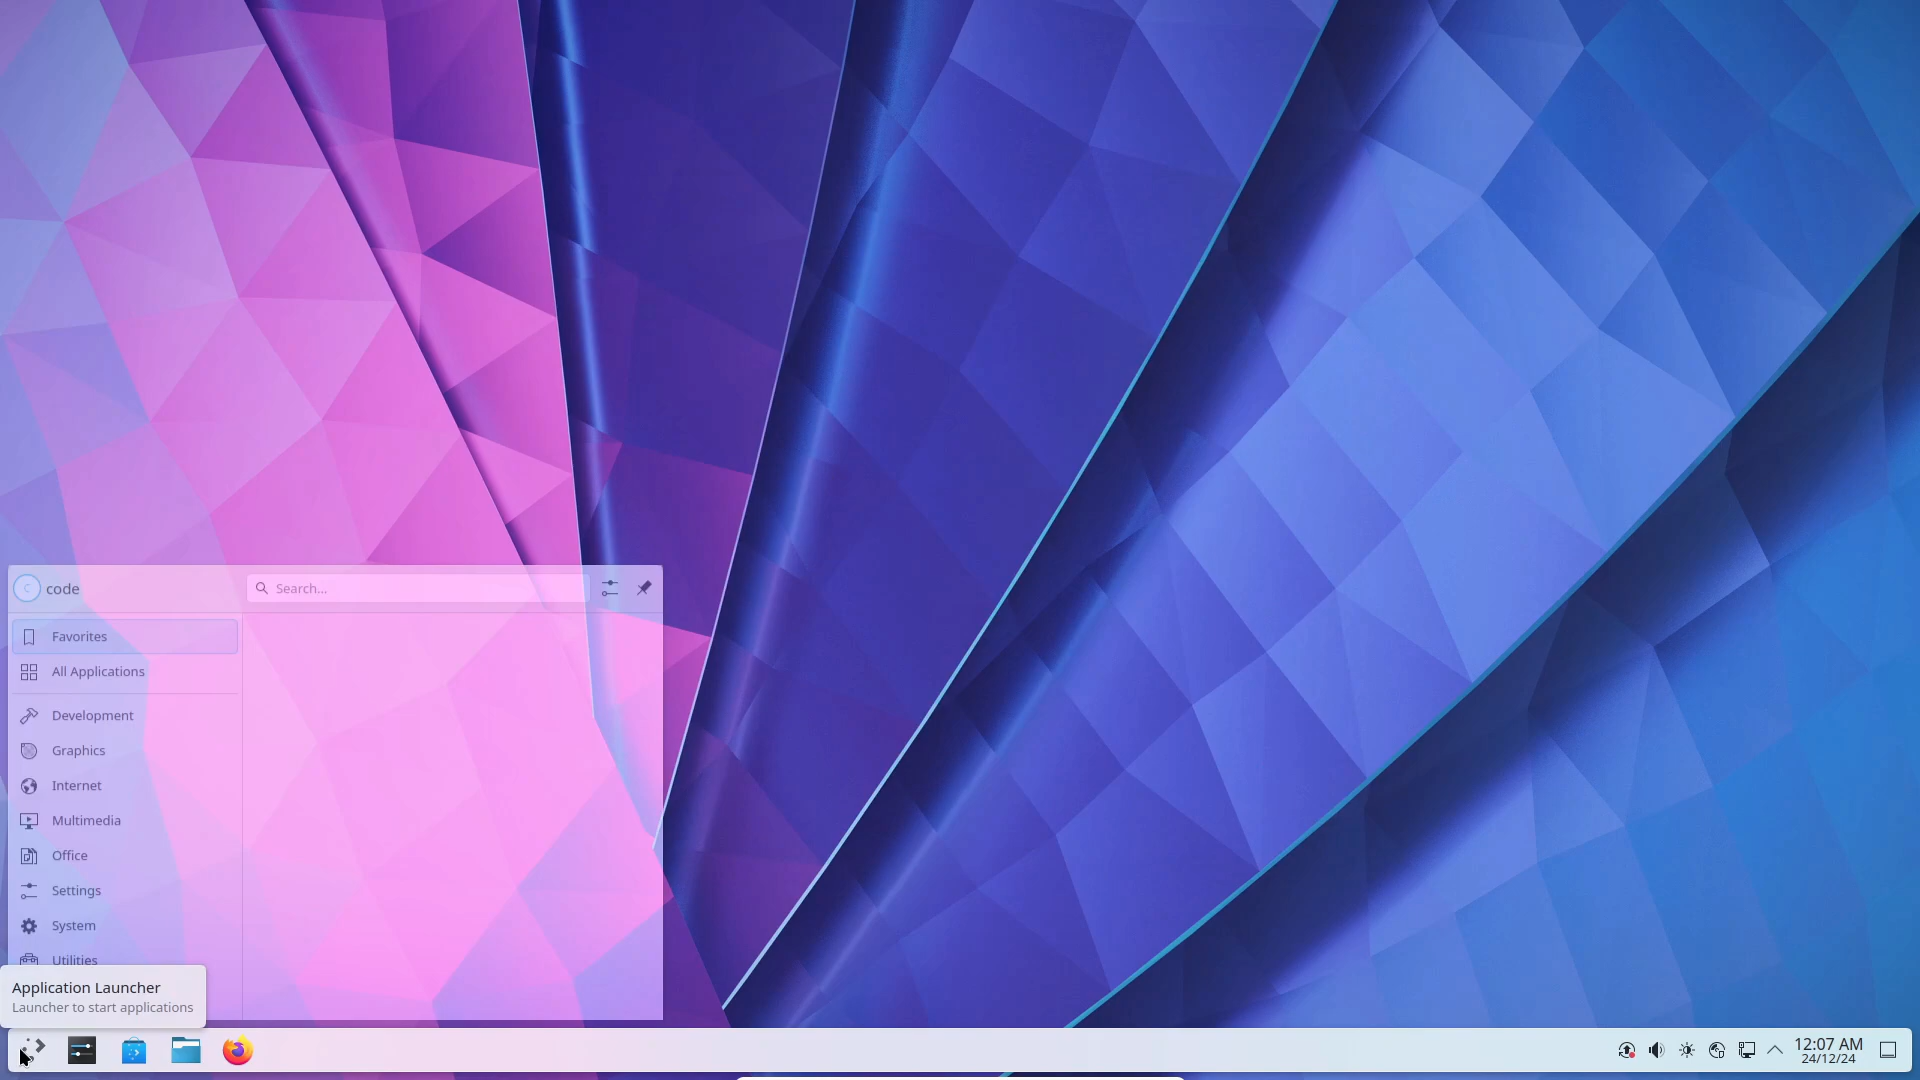 code
Search...
Favorites
All Applications
Development
Graphics
Internet
Multimedia
Office
Settings
System
Utilities
Application Launcher
Launcher to start applications
12:07 AM
24/12/24